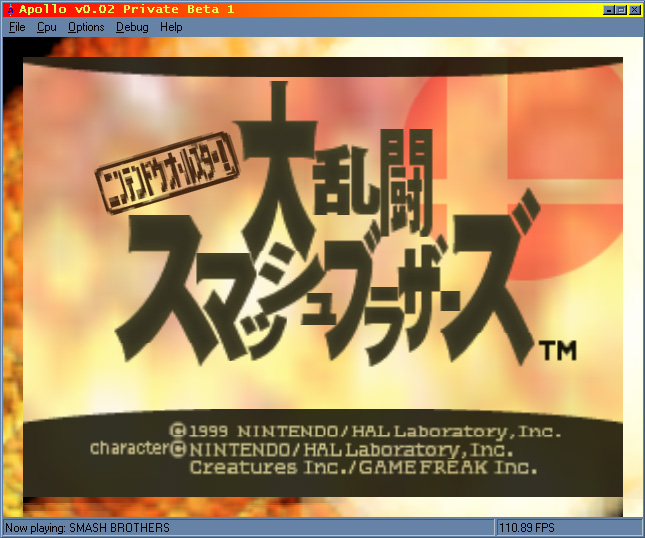 Apollo v0.02 Private Beta 1
File Cpu Options Debug Help
ニンテンドウオールスター!
大乱闘
スマッシュブラザーズ
TM
©1999 NINTENDO/HAL Laboratory, Inc.
character©NINTENDO/HAL Laboratory, Inc.
Creatures Inc./GAMEFREAK Inc.
Now playing: SMASH BROTHERS 110.89 FPS